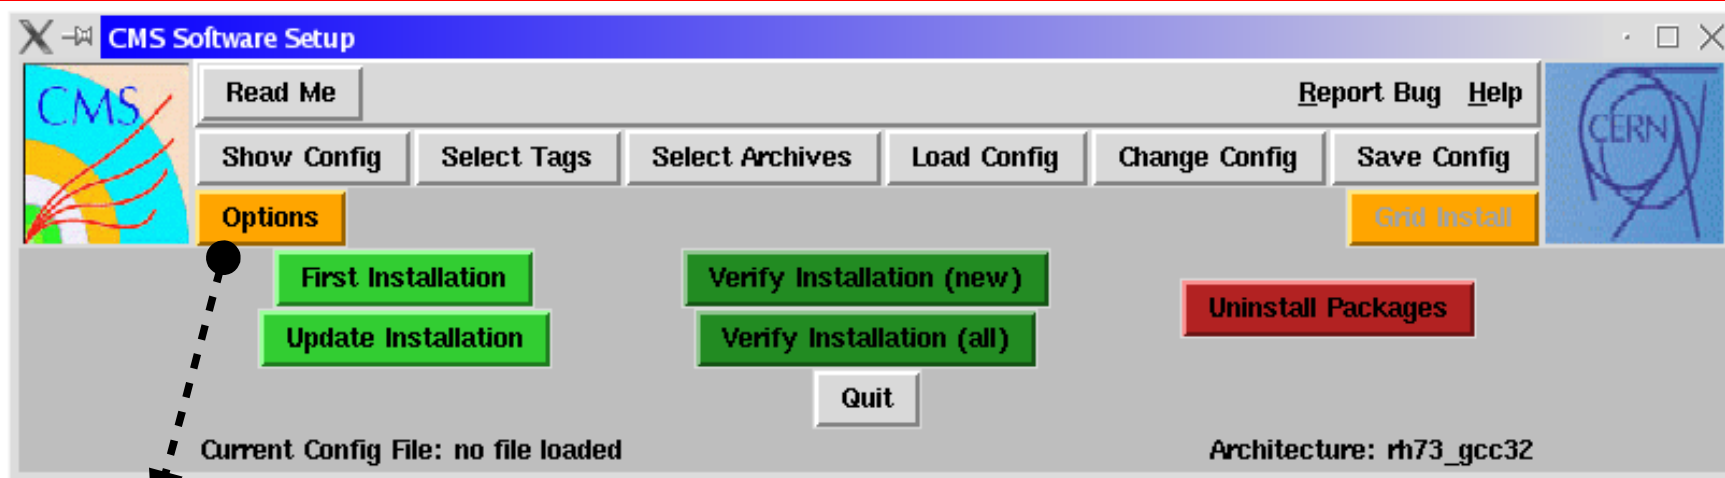 CMS Software Setup
CMS
Read Me
Report Bug Help
CERN
Show Config Select Tags Select Archives Load Config Change Config Save Config
Options Grid Install
First Installation Verify Installation (new)
Uninstall Packages
Update Installation Verify Installation (all)
Quit
Current Config File: no file loaded Architecture: rh73_gcc32